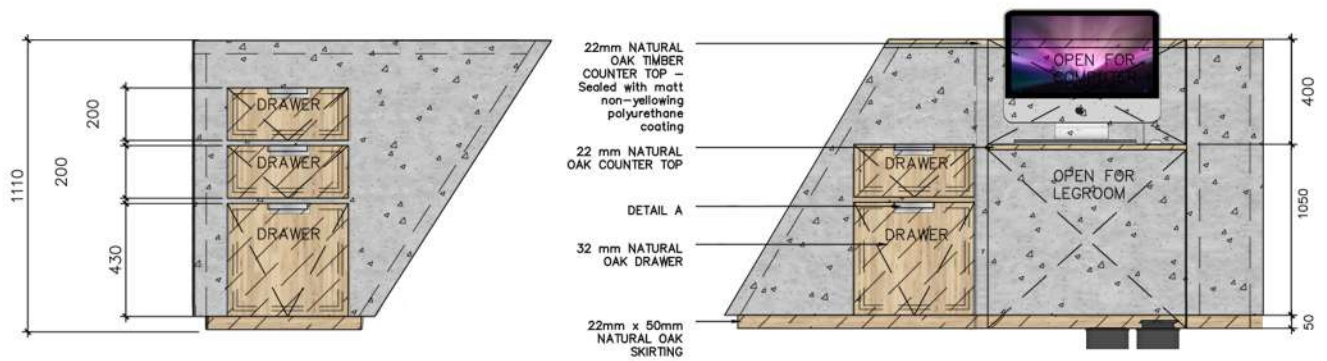 1110
200
200
430
DRAWER
DRAWER
DRAWER
22mm NATURAL
OAK TIMBER
COUNTER TOP –
Sealed with matt
non-yellowing
polyurethane
coating
22 mm NATURAL
OAK COUNTER TOP
DETAIL A
32 mm NATURAL
OAK DRAWER
22mm x 50mm
NATURAL OAK
SKIRTING
OPEN FOR
COMPUTER
DRAWER
DRAWER
OPEN FOR
LEGROOM
400
1050
50